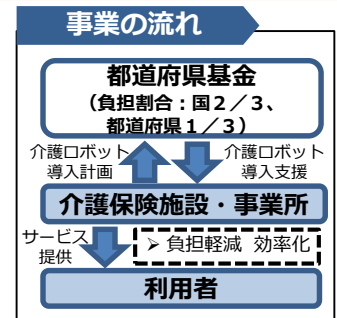 事業の流れ
都道府県基金
（負担割合：国２／３、
都道府県１／３）
介護ロボット
導入計画
介護ロボット
導入支援
介護保険施設・事業所
サービス
提供
➢ 負担軽減 効率化
利用者